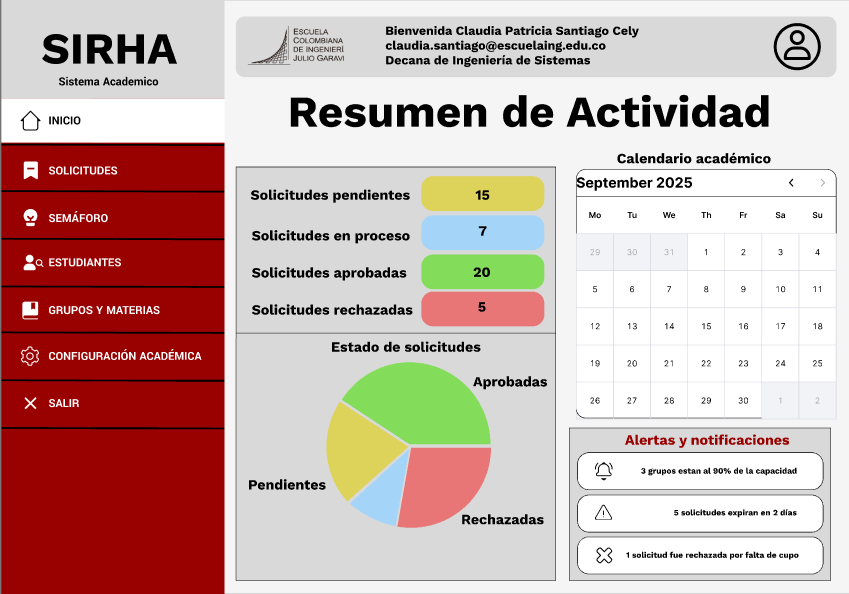 SIRHA
Sistema Academico
INICIO
SOLICITUDES
SEMÁFORO
ESTUDIANTES
GRUPOS Y MATERIAS
CONFIGURACIÓN ACADÉMICA
SALIR
ESCUELA
COLOMBIANA
DE INGENIERÍ
JULIO GARAVI
Bienvenida Claudia Patricia Santiago Cely
claudia.santiago@escuelaing.edu.co
Decana de Ingeniería de Sistemas
Resumen de Actividad
Solicitudes pendientes 15
Solicitudes en proceso 7
Solicitudes aprobadas 20
Solicitudes rechazadas 5
Estado de solicitudes
Aprobadas
Pendientes
Rechazadas
Calendario académico
September 2025
Mo Tu We Th Fr Sa Su
29 30 31 1 2 3 4
5 6 7 8 9 10 11
12 13 14 15 16 17 18
19 20 21 22 23 24 25
26 27 28 29 30 1 2
Alertas y notificaciones
3 grupos estan al 90% de la capacidad
5 solicitudes expiran en 2 días
1 solicitud fue rechazada por falta de cupo